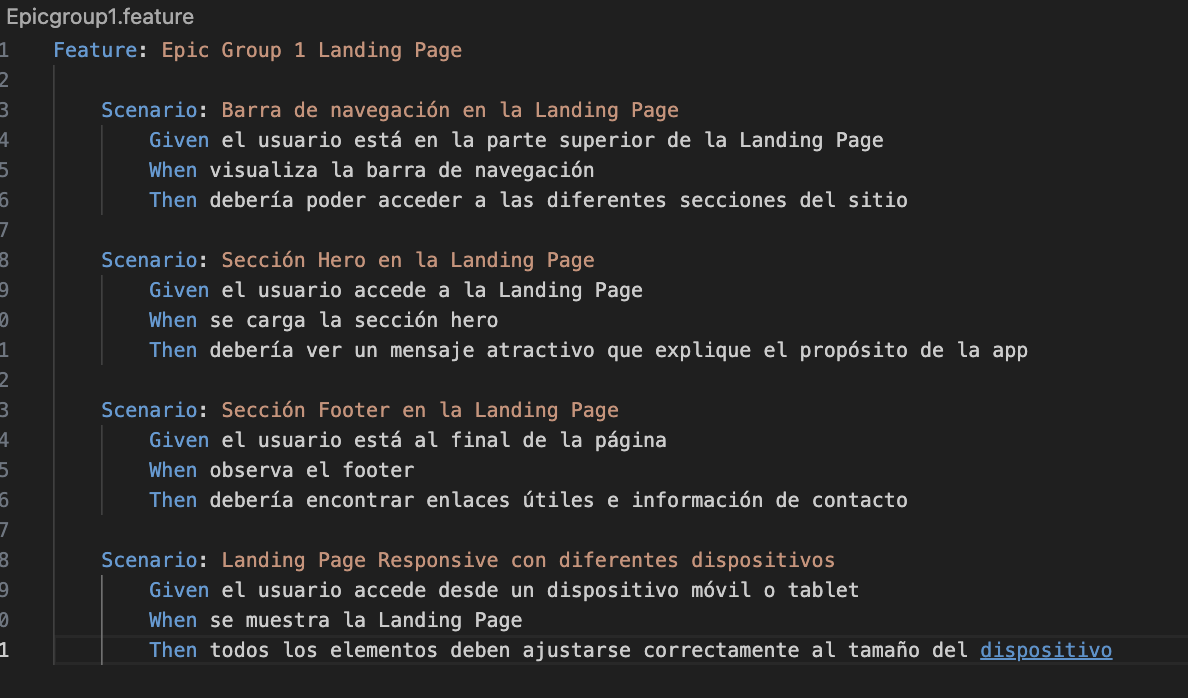 Epicgroup1.feature
1 Feature: Epic Group 1 Landing Page
2
3 Scenario: Barra de navegación en la Landing Page
4 Given el usuario está en la parte superior de la Landing Page
5 When visualiza la barra de navegación
6 Then debería poder acceder a las diferentes secciones del sitio
7
8 Scenario: Sección Hero en la Landing Page
9 Given el usuario accede a la Landing Page
0 When se carga la sección hero
1 Then debería ver un mensaje atractivo que explique el propósito de la app
2
3 Scenario: Sección Footer en la Landing Page
4 Given el usuario está al final de la página
5 When observa el footer
6 Then debería encontrar enlaces útiles e información de contacto
7
8 Scenario: Landing Page Responsive con diferentes dispositivos
9 Given el usuario accede desde un dispositivo móvil o tablet
0 When se muestra la Landing Page
1 Then todos los elementos deben ajustarse correctamente al tamaño del dispositivo